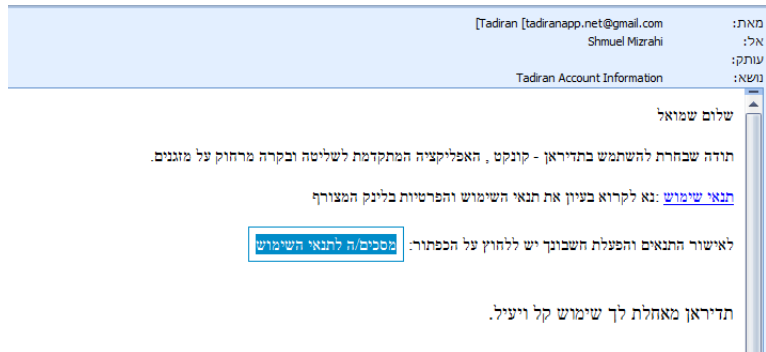 מאת: Tadiran [tadiranapp.net@gmail.com]
אל: Shmuel Mizrahi
עותק:
נושא: Tadiran Account Information
שלום שמואל
תודה שבחרת להשתמש בתדיראן - קונקט , האפליקציה המתקדמת לשליטה ובקרה מרחוק על מזגנים.
תנאי שימוש :נא לקרוא בעיון את תנאי השימוש והפרטיות בלינק המצורף
לאישור התנאים והפעלת חשבונך יש ללחוץ על הכפתור: מסכים/ה לתנאי השימוש
תדיראן מאחלת לך שימוש קל ויעיל.